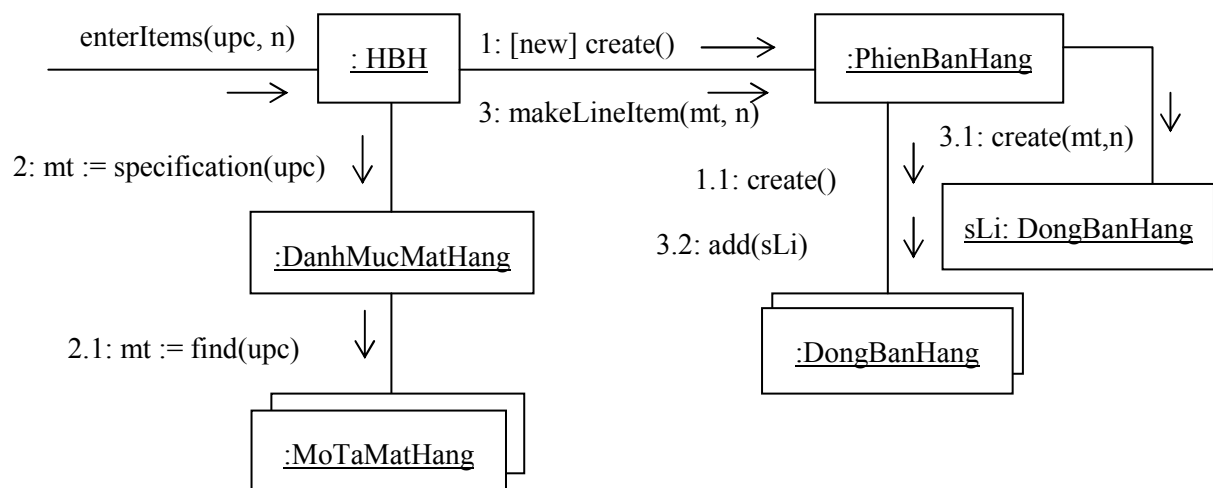 enterItems(upc, n)
: HBH
1: [new] create()
:PhienBanHang
3: makeLineItem(mt, n)
2: mt := specification(upc)
3.1: create(mt,n)
1.1: create()
sLi: DongBanHang
3.2: add(sLi)
:DanhMucMatHang
2.1: mt := find(upc)
:DongBanHang
:MoTaMatHang